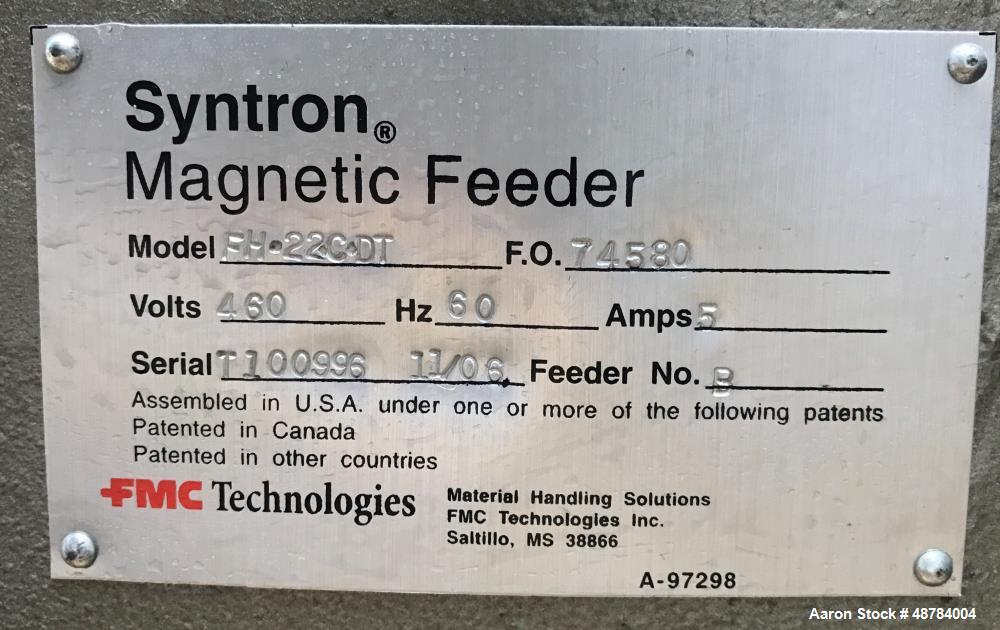 Syntron®
Magnetic Feeder
Model FH-22C-DT F.O. 74580
Volts 460 Hz 60 Amps 5
Serial T100996 11/06 Feeder No. B
Assembled in U.S.A. under one or more of the following patents
Patented in Canada
Patented in other countries
FMC Technologies
Material Handling Solutions
FMC Technologies Inc.
Saltillo, MS 38866
A-97298
Aaron Stock # 48784004